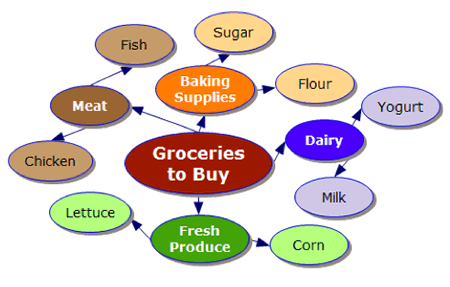 Sugar
Fish
Baking
Supplies
Flour
Meat
Yogurt
Dairy
Groceries
to Buy
Chicken
Milk
Lettuce
Fresh
Produce
Corn